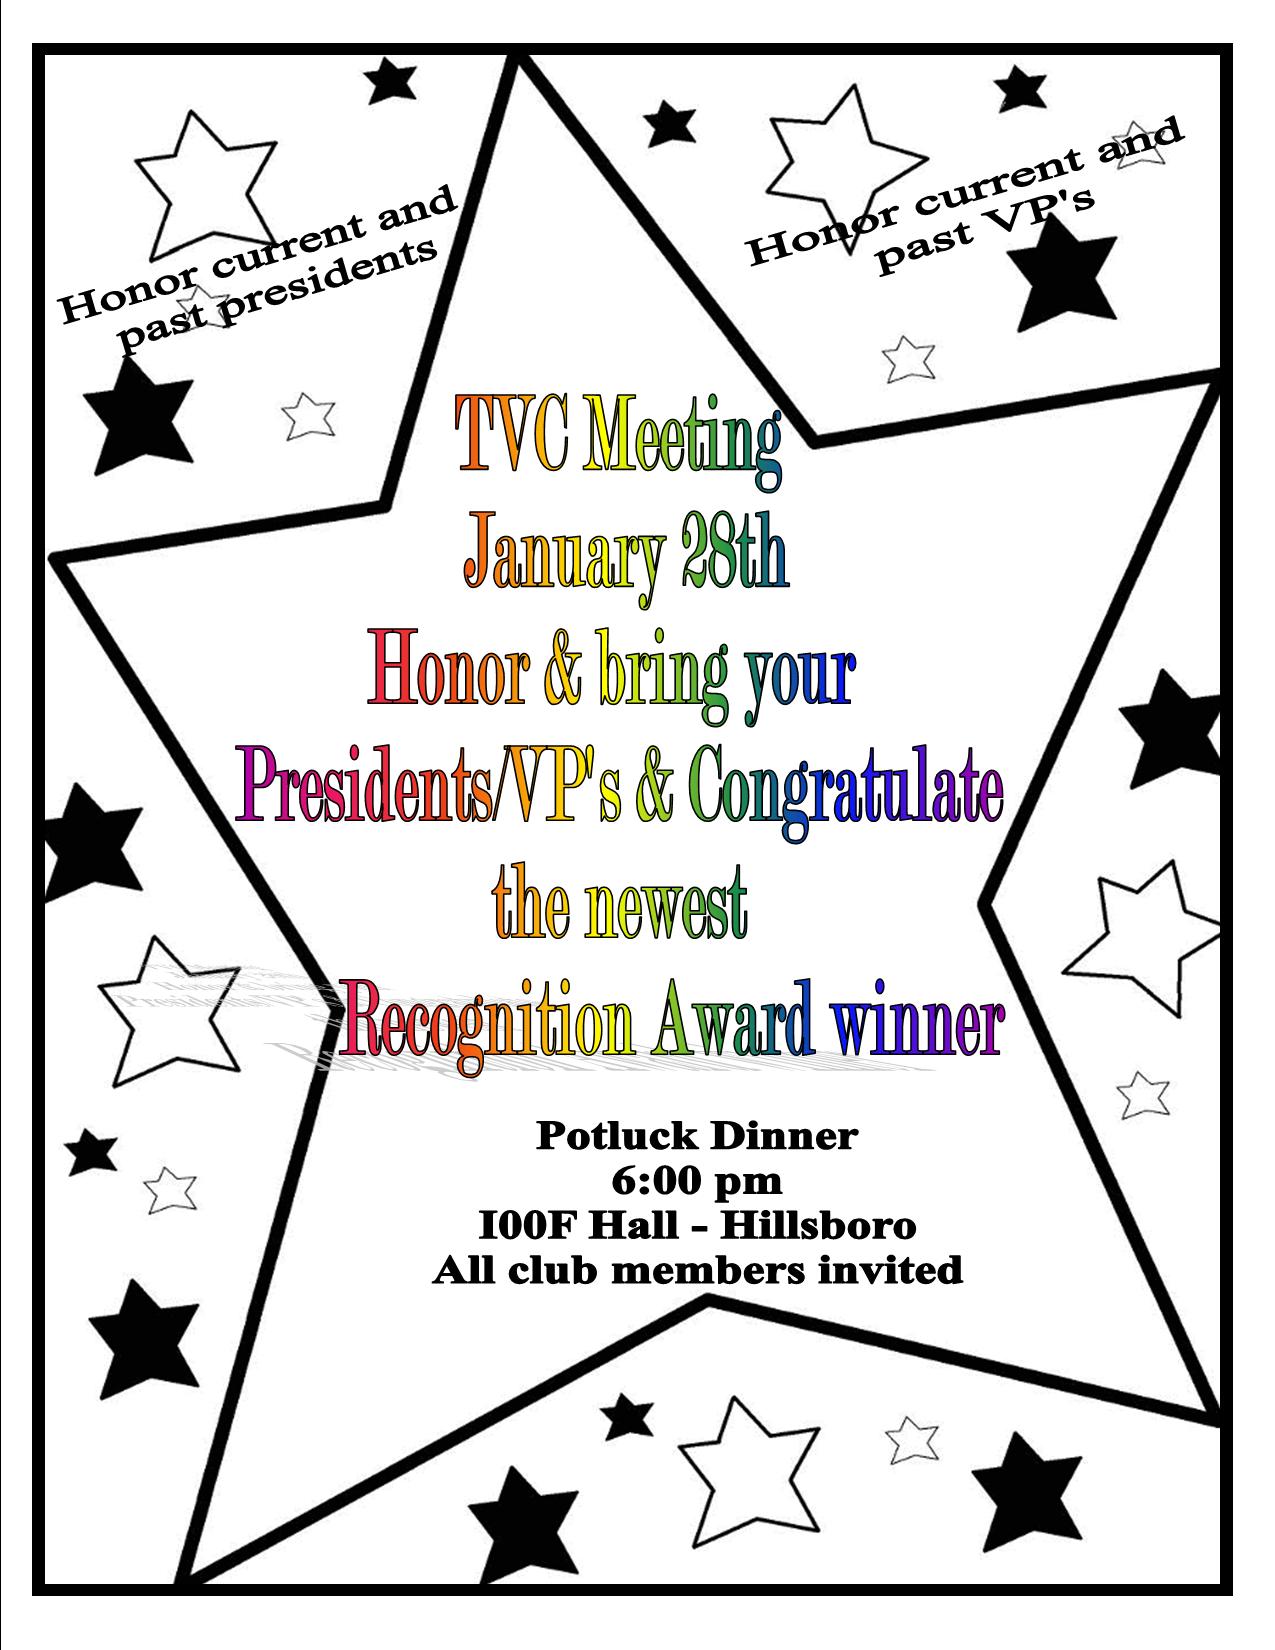 Honor current and
past presidents
Honor current and
past VP's
TVC Meeting
January 28th
Honor & bring your
Presidents/VP's & Congratulate
the newest
Recognition Award winner
Potluck Dinner
6:00 pm
I00F Hall - Hillsboro
All club members invited